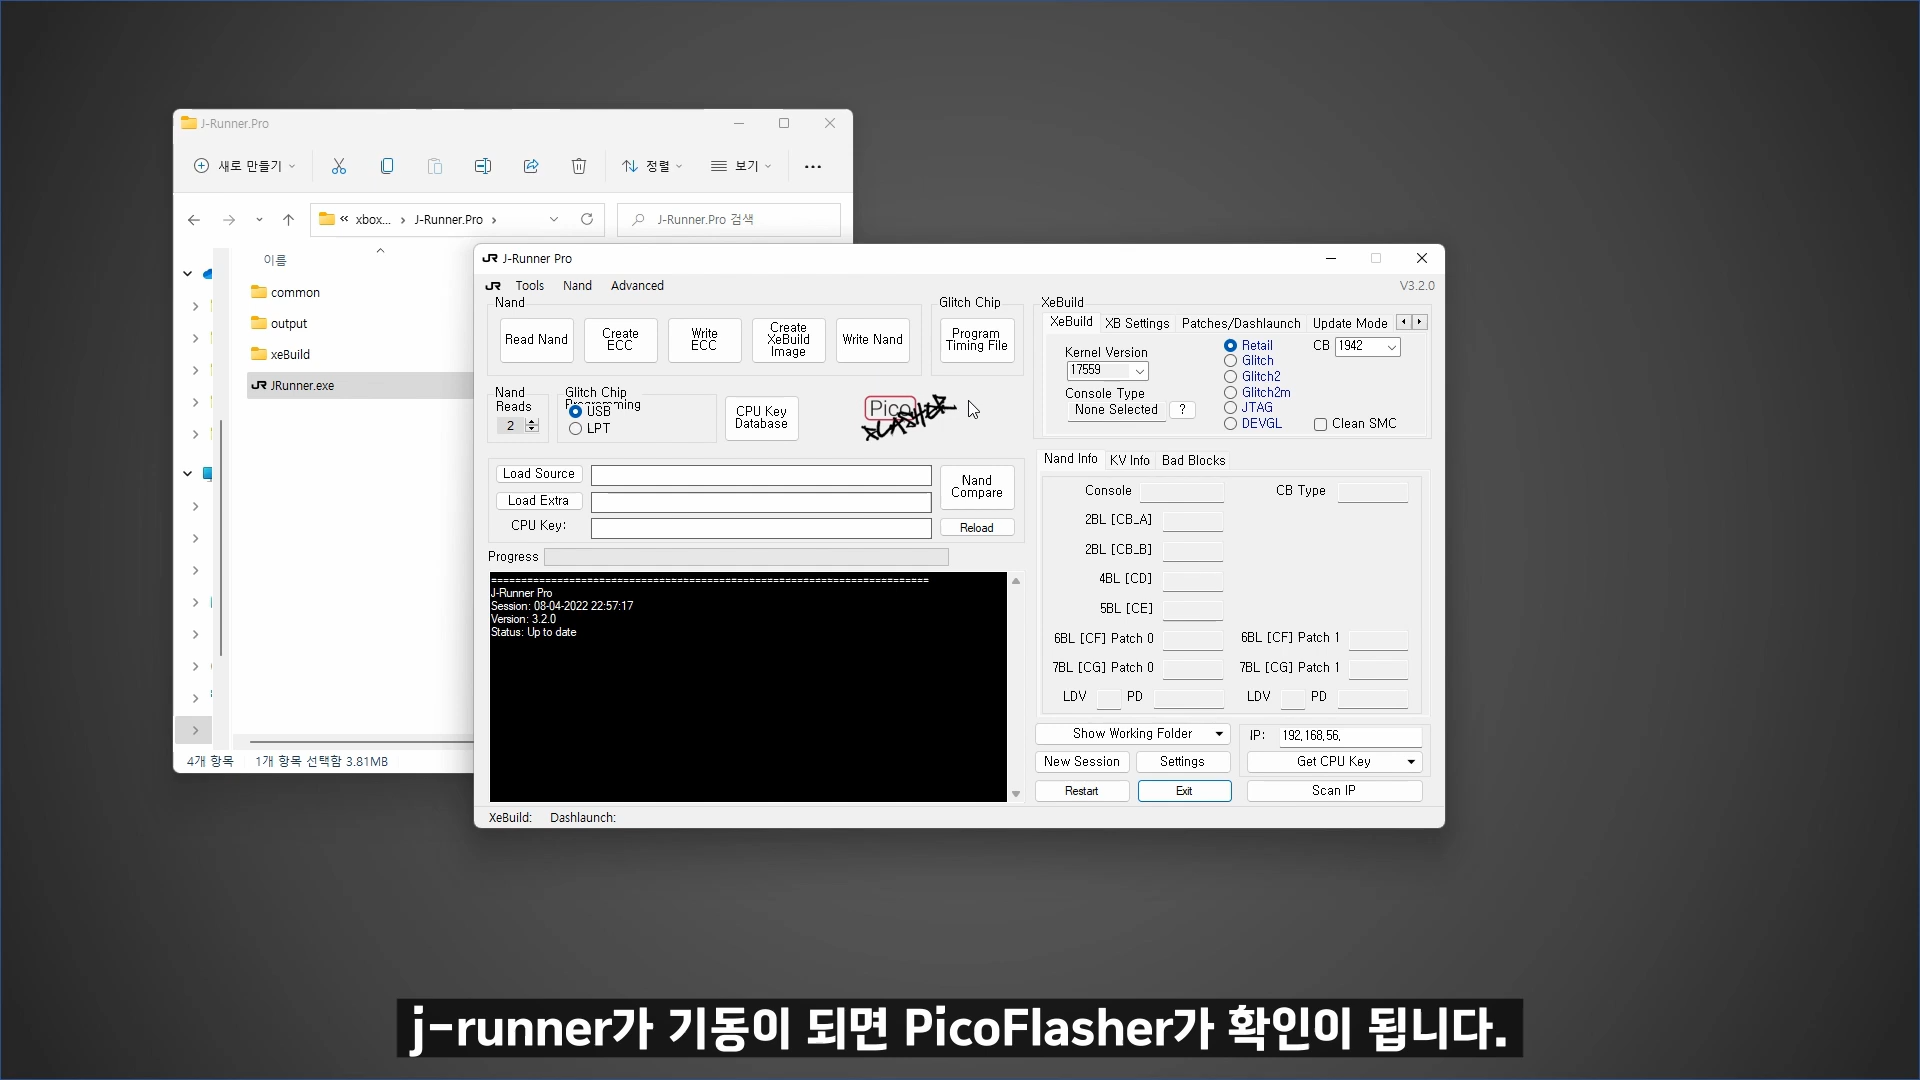 J-Runner.Pro
새로 만들기
정렬
보기
« xbox... › J-Runner.Pro ›
J-Runner.Pro 검색
이름
common
output
xeBuild
JRunner.exe
4개 항목 1개 항목 선택함 3.81MB
J-Runner Pro
Tools Nand Advanced
V3.2.0
Nand
Read Nand
Create
ECC
Write
ECC
Create
XeBuild
Image
Write Nand
Glitch Chip
Program
Timing File
Nand
Reads
2
Glitch Chip
Programming
USB
LPT
CPU Key
Database
Pico
FLASHER
Load Source
Load Extra
CPU Key:
Nand
Compare
Reload
Progress
=========================================================================
J-Runner Pro
Session: 08-04-2022 22:57:17
Version: 3.2.0
Status: Up to date
XeBuild: Dashlaunch:
XeBuild
XeBuild XB Settings Patches/Dashlaunch Update Mode
Kernel Version
17559
Console Type
None Selected ?
Retail
Glitch
Glitch2
Glitch2m
JTAG
DEVGL
CB 1942
Clean SMC
Nand Info KV Info Bad Blocks
Console CB Type
2BL [CB_A]
2BL [CB_B]
4BL [CD]
5BL [CE]
6BL [CF] Patch 0 6BL [CF] Patch 1
7BL [CG] Patch 0 7BL [CG] Patch 1
LDV PD LDV PD
Show Working Folder
New Session Settings
Restart Exit
IP: 192.168.56.
Get CPU Key
Scan IP
j-runner가 기동이 되면 PicoFlasher가 확인이 됩니다.